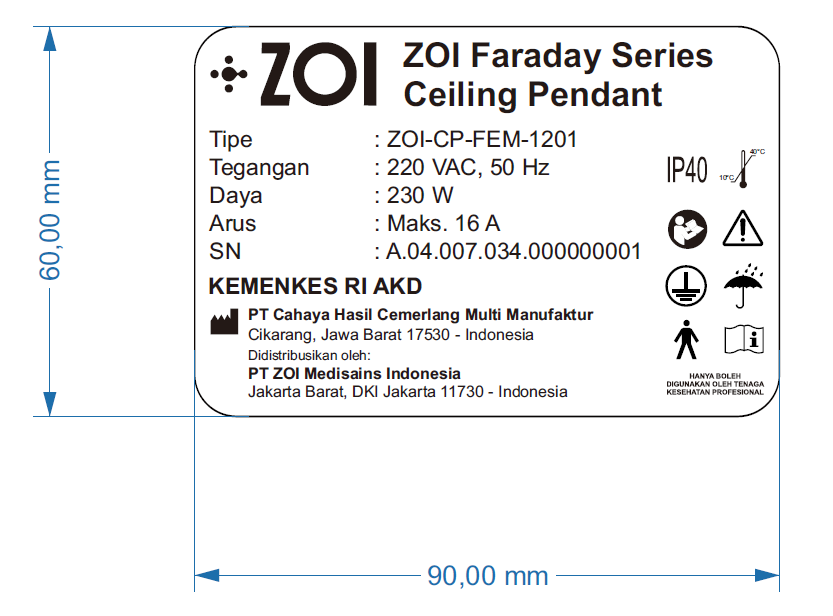 ZOI
ZOI Faraday Series
Ceiling Pendant
Tipe : ZOI-CP-FEM-1201
Tegangan : 220 VAC, 50 Hz
Daya : 230 W
Arus : Maks. 16 A
SN : A.04.007.034.000000001
KEMENKES RI AKD
PT Cahaya Hasil Cemerlang Multi Manufaktur
Cikarang, Jawa Barat 17530 - Indonesia
Didistribusikan oleh:
PT ZOI Medisains Indonesia
Jakarta Barat, DKI Jakarta 11730 - Indonesia
IP40
40°C
10°C
i
HANYA BOLEH
DIGUNAKAN OLEH TENAGA
KESEHATAN PROFESIONAL
60,00 mm
90,00 mm